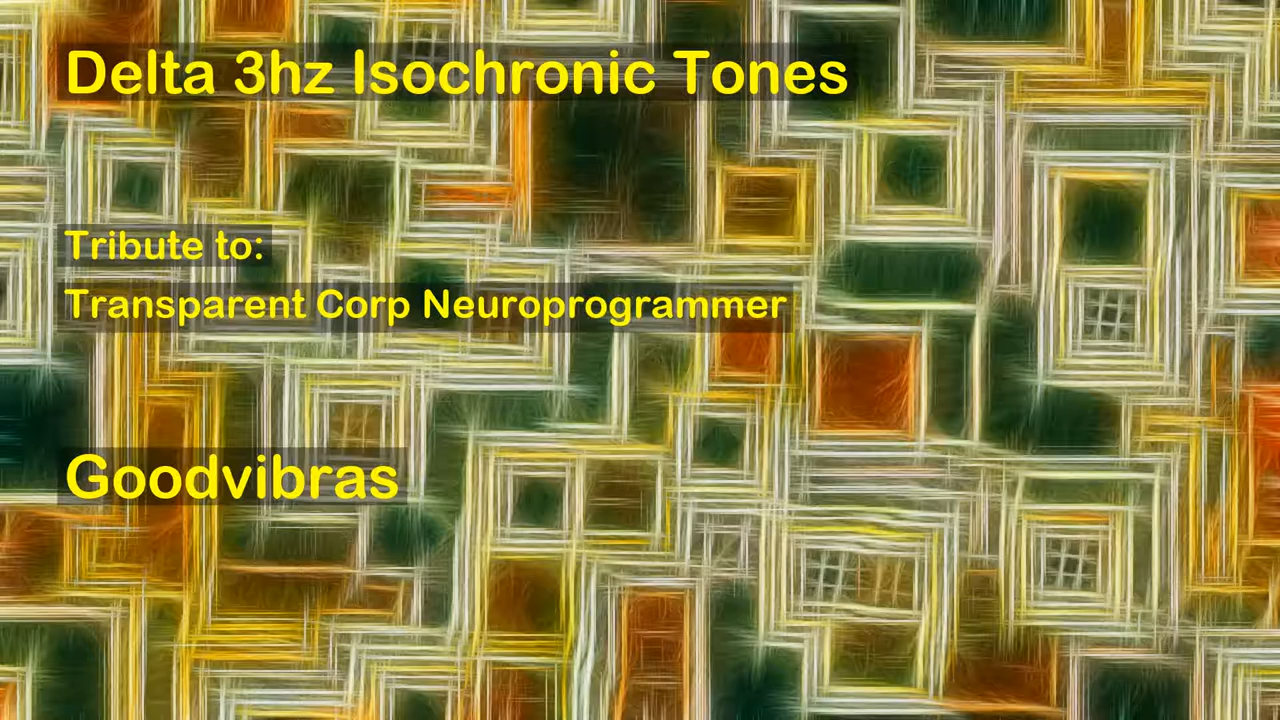 Delta 3hz Isochronic Tones
Tribute to:
Transparent Corp Neuroprogrammer
Goodvibras